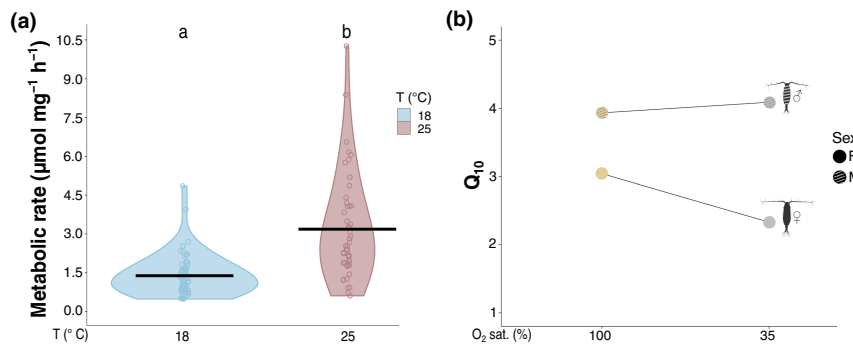 (a)
a
b
Metabolic rate (μmol mg⁻¹ h⁻¹)
10.5
9.0
7.5
6.0
4.5
3.0
1.5
0.0
T (°C)
18
25
T (° C)
18
25
(b)
Q₁₀
5
4
3
2
1
♂
♀
Sex
F
M
O₂ sat. (%)
100
35